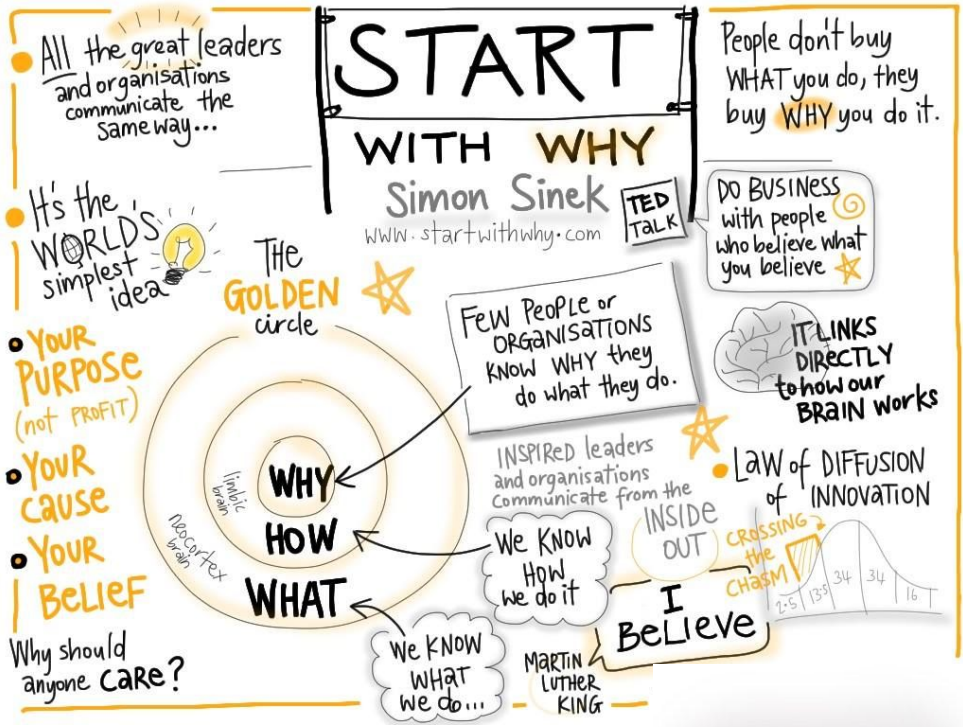 START
WITH WHY
Simon Sinek
www.startwithwhy.com
TED
TALK
All the great leaders
and organisations
communicate the
same way...
It's the
WORLD'S
simplest
idea
YOUR
PURPOSE
(not PROFIT)
YOUR
CAUSE
YOUR
BELIEF
Why should
anyone CARE?
THE
GOLDEN
circle
WHY
limbic
brain
HOW
neocortex
brain
WHAT
FEW PEOPLE or
ORGANISATIONS
KNOW WHY they
do what they do.
INSPIRED leaders
and organisations
communicate from the
INSIDE
OUT
We KNOW
HOW
we do it
We KNOW
WHAT
we do...
I
BeLIeve
MARTIN
LUTHER
KING
People don't buy
WHAT you do, they
buy WHY you do it.
DO BUSINESS
with people
who believe what
you believe
IT LINKS
DIRECTLY
to how our
BRAIN works
LAW of DIFFUSION
of INNOVATION
CROSSING
the
CHASM
2.5 13.5 34 34 16